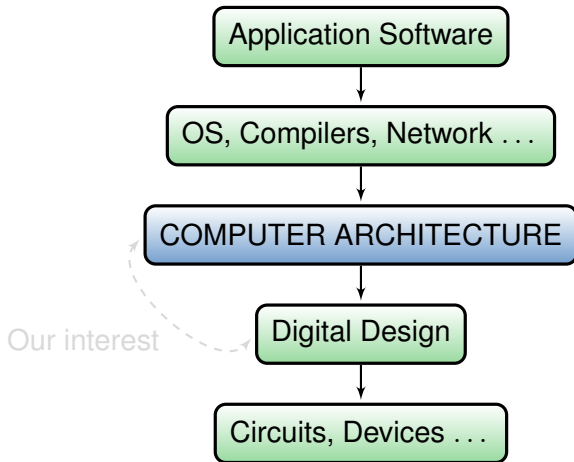 Application Software
OS, Compilers, Network . . .
COMPUTER ARCHITECTURE
Digital Design
Our interest
Circuits, Devices . . .